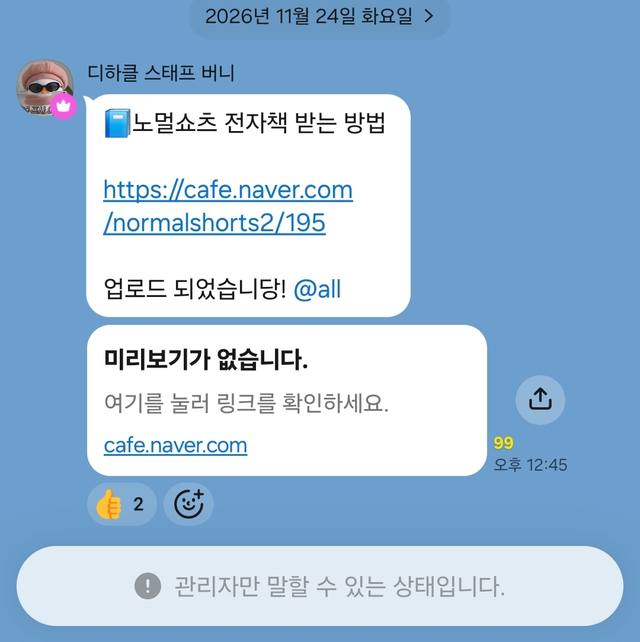 2026년 11월 24일 화요일 >
디하클 스태프 버니
📘노멀쇼츠 전자책 받는 방법
https://cafe.naver.com
/normalshorts2/195
업로드 되었습니당! @all
미리보기가 없습니다.
여기를 눌러 링크를 확인하세요.
cafe.naver.com
99
오후 12:45
👍 2
관리자만 말할 수 있는 상태입니다.